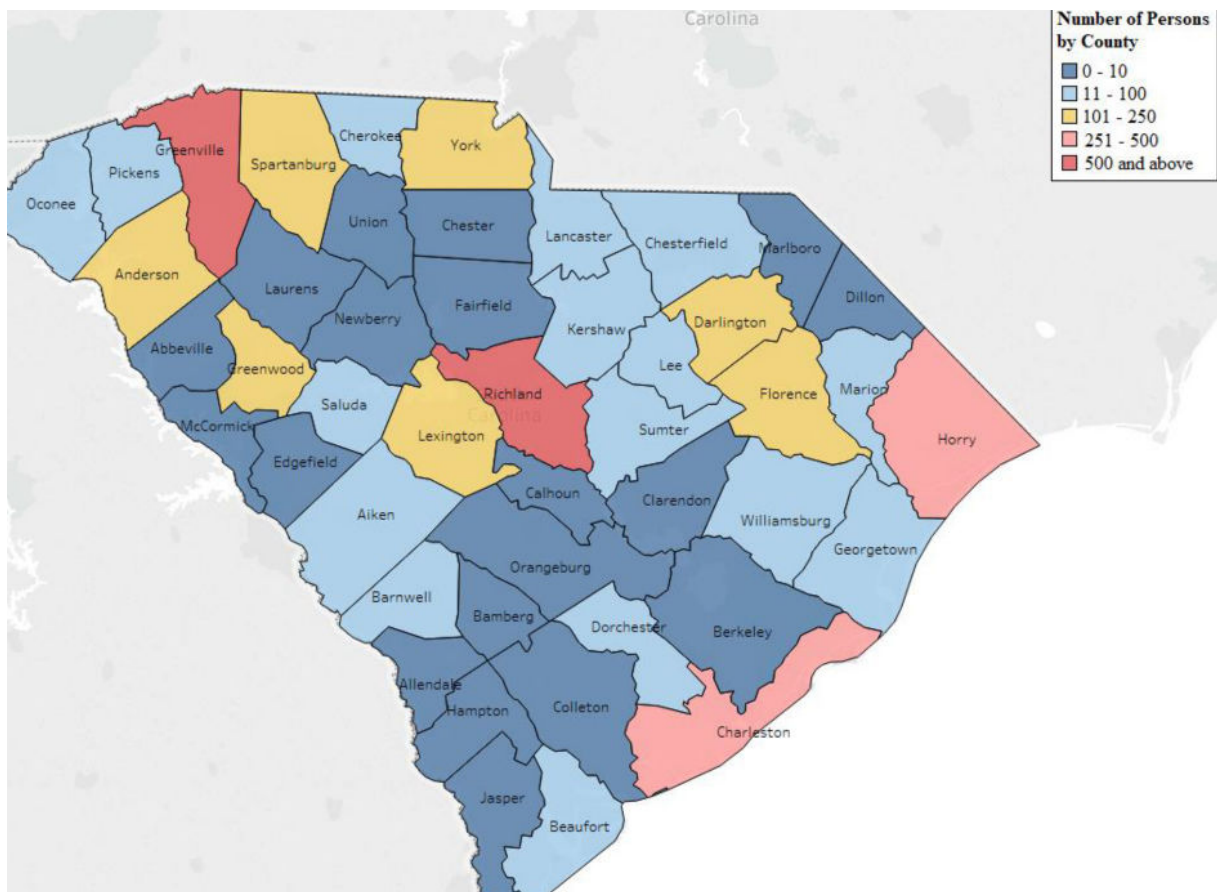 Carolina
Number of Persons
by County
0 - 10
11 - 100
101 - 250
251 - 500
500 and above
Cherokee
York
Greenville
Spartanburg
Pickens
Oconee
Union
Chester
Lancaster
Chesterfield
Marlboro
Anderson
Laurens
Fairfield
Dillon
Newberry
Kershaw
Darlington
Abbeville
Greenwood
Lee
Richland
Carolina
Marion
Florence
Saluda
McCormick
Lexington
Sumter
Horry
Edgefield
Calhoun
Clarendon
Aiken
Williamsburg
Georgetown
Orangeburg
Barnwell
Bamberg
Dorchester
Berkeley
Allendale
Hampton
Colleton
Charleston
Jasper
Beaufort